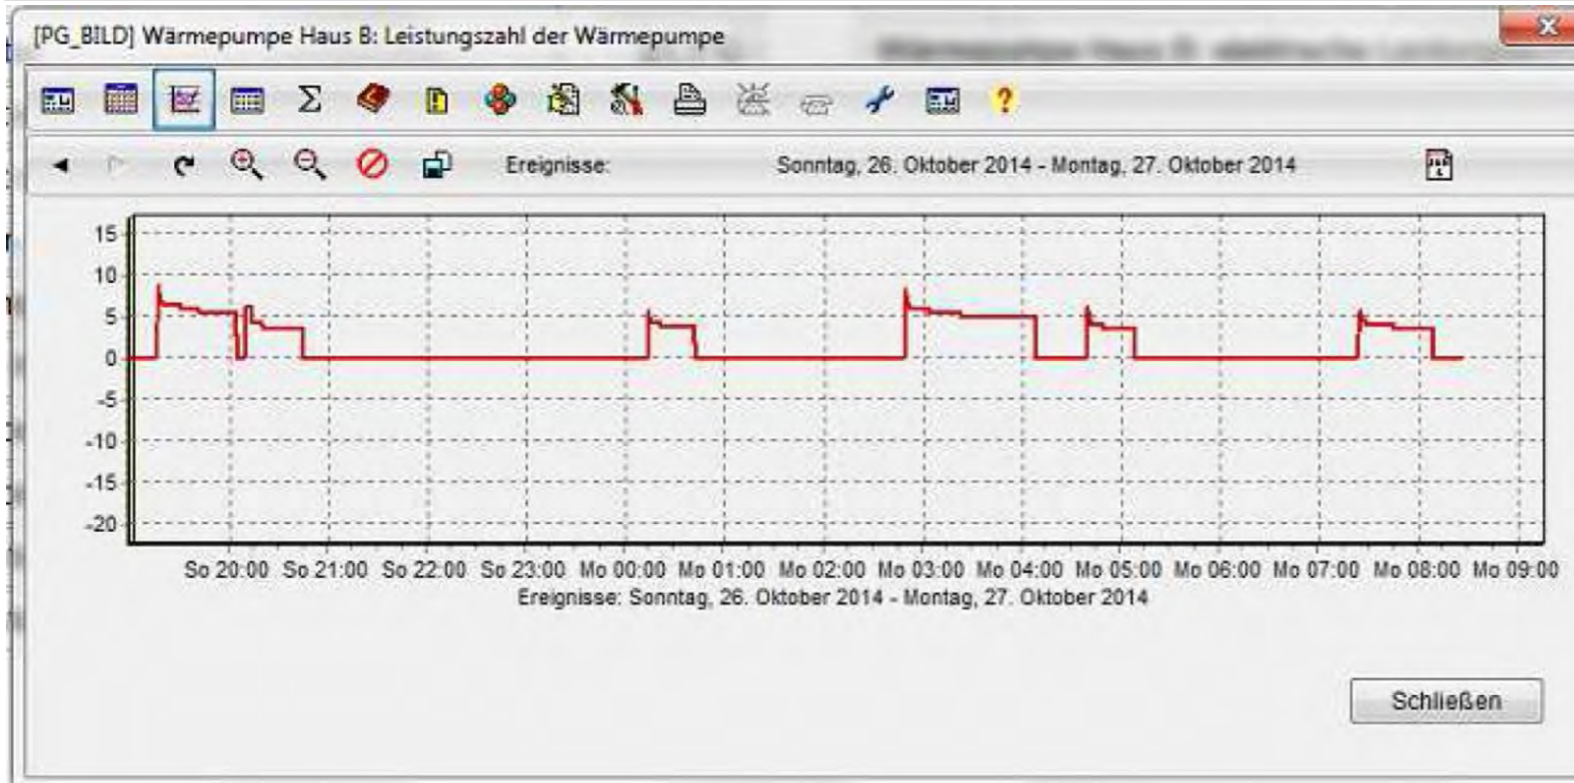 [PG_BILD] Wärmepumpe Haus B: Leistungszahl der Wärmepumpe
Ereignisse: Sonntag, 26. Oktober 2014 - Montag, 27. Oktober 2014
15
10
5
0
-5
-10
-15
-20
So 20:00 So 21:00 So 22:00 So 23:00 Mo 00:00 Mo 01:00 Mo 02:00 Mo 03:00 Mo 04:00 Mo 05:00 Mo 06:00 Mo 07:00 Mo 08:00 Mo 09:00
Ereignisse: Sonntag, 26. Oktober 2014 - Montag, 27. Oktober 2014
Schließen